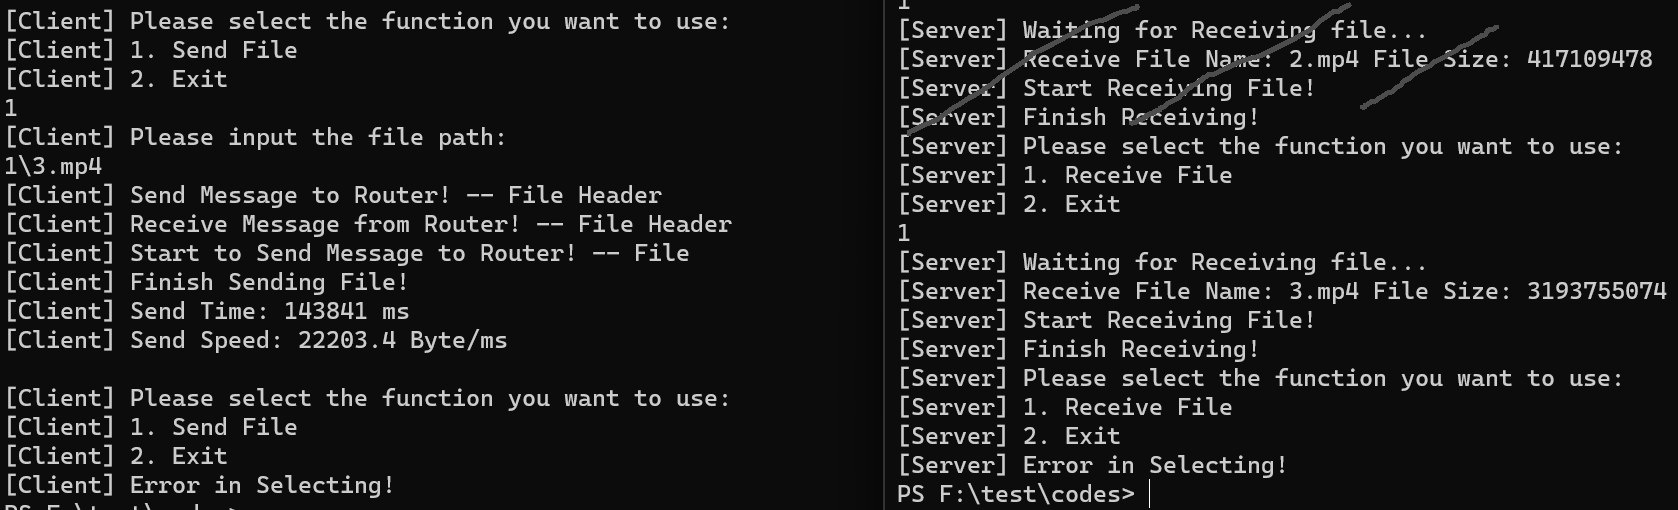 [Client] Please select the function you want to use:
[Client] 1. Send File
[Client] 2. Exit
1
[Client] Please input the file path:
1\3.mp4
[Client] Send Message to Router! -- File Header
[Client] Receive Message from Router! -- File Header
[Client] Start to Send Message to Router! -- File
[Client] Finish Sending File!
[Client] Send Time: 143841 ms
[Client] Send Speed: 22203.4 Byte/ms
[Client] Please select the function you want to use:
[Client] 1. Send File
[Client] 2. Exit
[Client] Error in Selecting!
1
[Server] Waiting for Receiving file...
[Server] Receive File Name: 2.mp4 File Size: 417109478
[Server] Start Receiving File!
[Server] Finish Receiving!
[Server] Please select the function you want to use:
[Server] 1. Receive File
[Server] 2. Exit
1
[Server] Waiting for Receiving file...
[Server] Receive File Name: 3.mp4 File Size: 3193755074
[Server] Start Receiving File!
[Server] Finish Receiving!
[Server] Please select the function you want to use:
[Server] 1. Receive File
[Server] 2. Exit
[Server] Error in Selecting!
PS F:\test\codes>